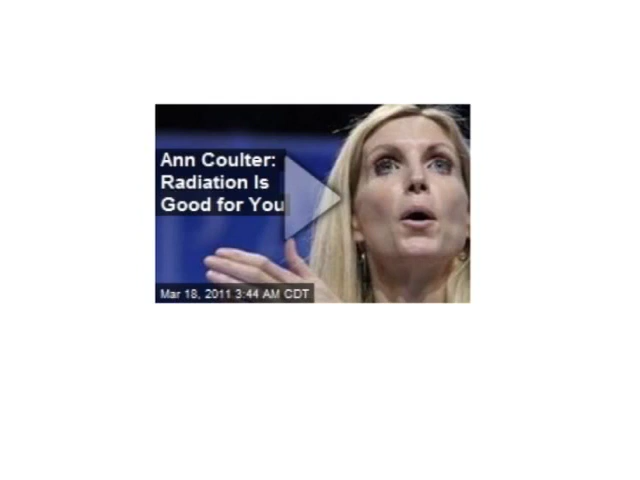 Ann Coulter:
Radiation Is
Good for You
Mar 18, 2011 3:44 AM CDT